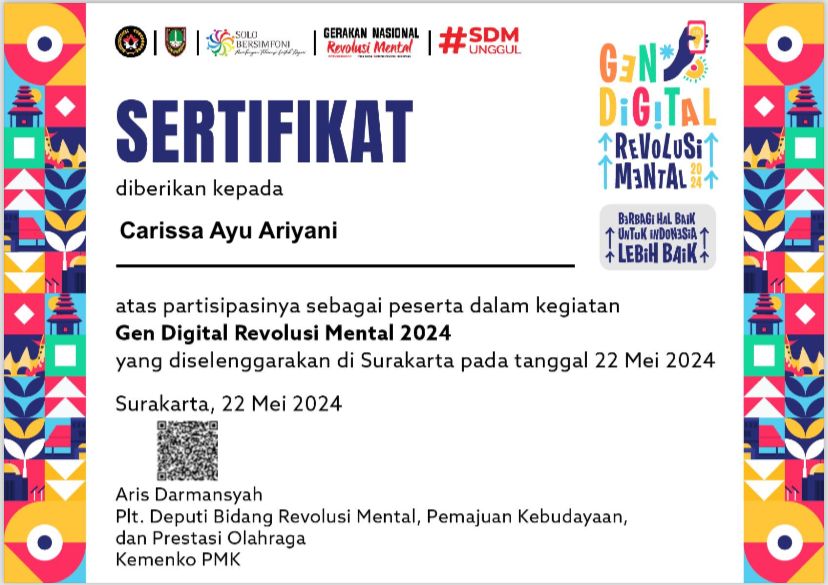 SOLO
BERSIMFONI
GERAKAN NASIONAL
Revolusi Mental
#SDM
UNGGUL
GEN
DiGiTAL
REVOLUSi
MENTAL 2024
BERBAGI HAL BAIK
UNTUK INDONESIA
LEBIH BAIK
SERTIFIKAT
diberikan kepada
Carissa Ayu Ariyani
atas partisipasinya sebagai peserta dalam kegiatan
Gen Digital Revolusi Mental 2024
yang diselenggarakan di Surakarta pada tanggal 22 Mei 2024
Surakarta, 22 Mei 2024
Aris Darmansyah
Plt. Deputi Bidang Revolusi Mental, Pemajuan Kebudayaan,
dan Prestasi Olahraga
Kemenko PMK